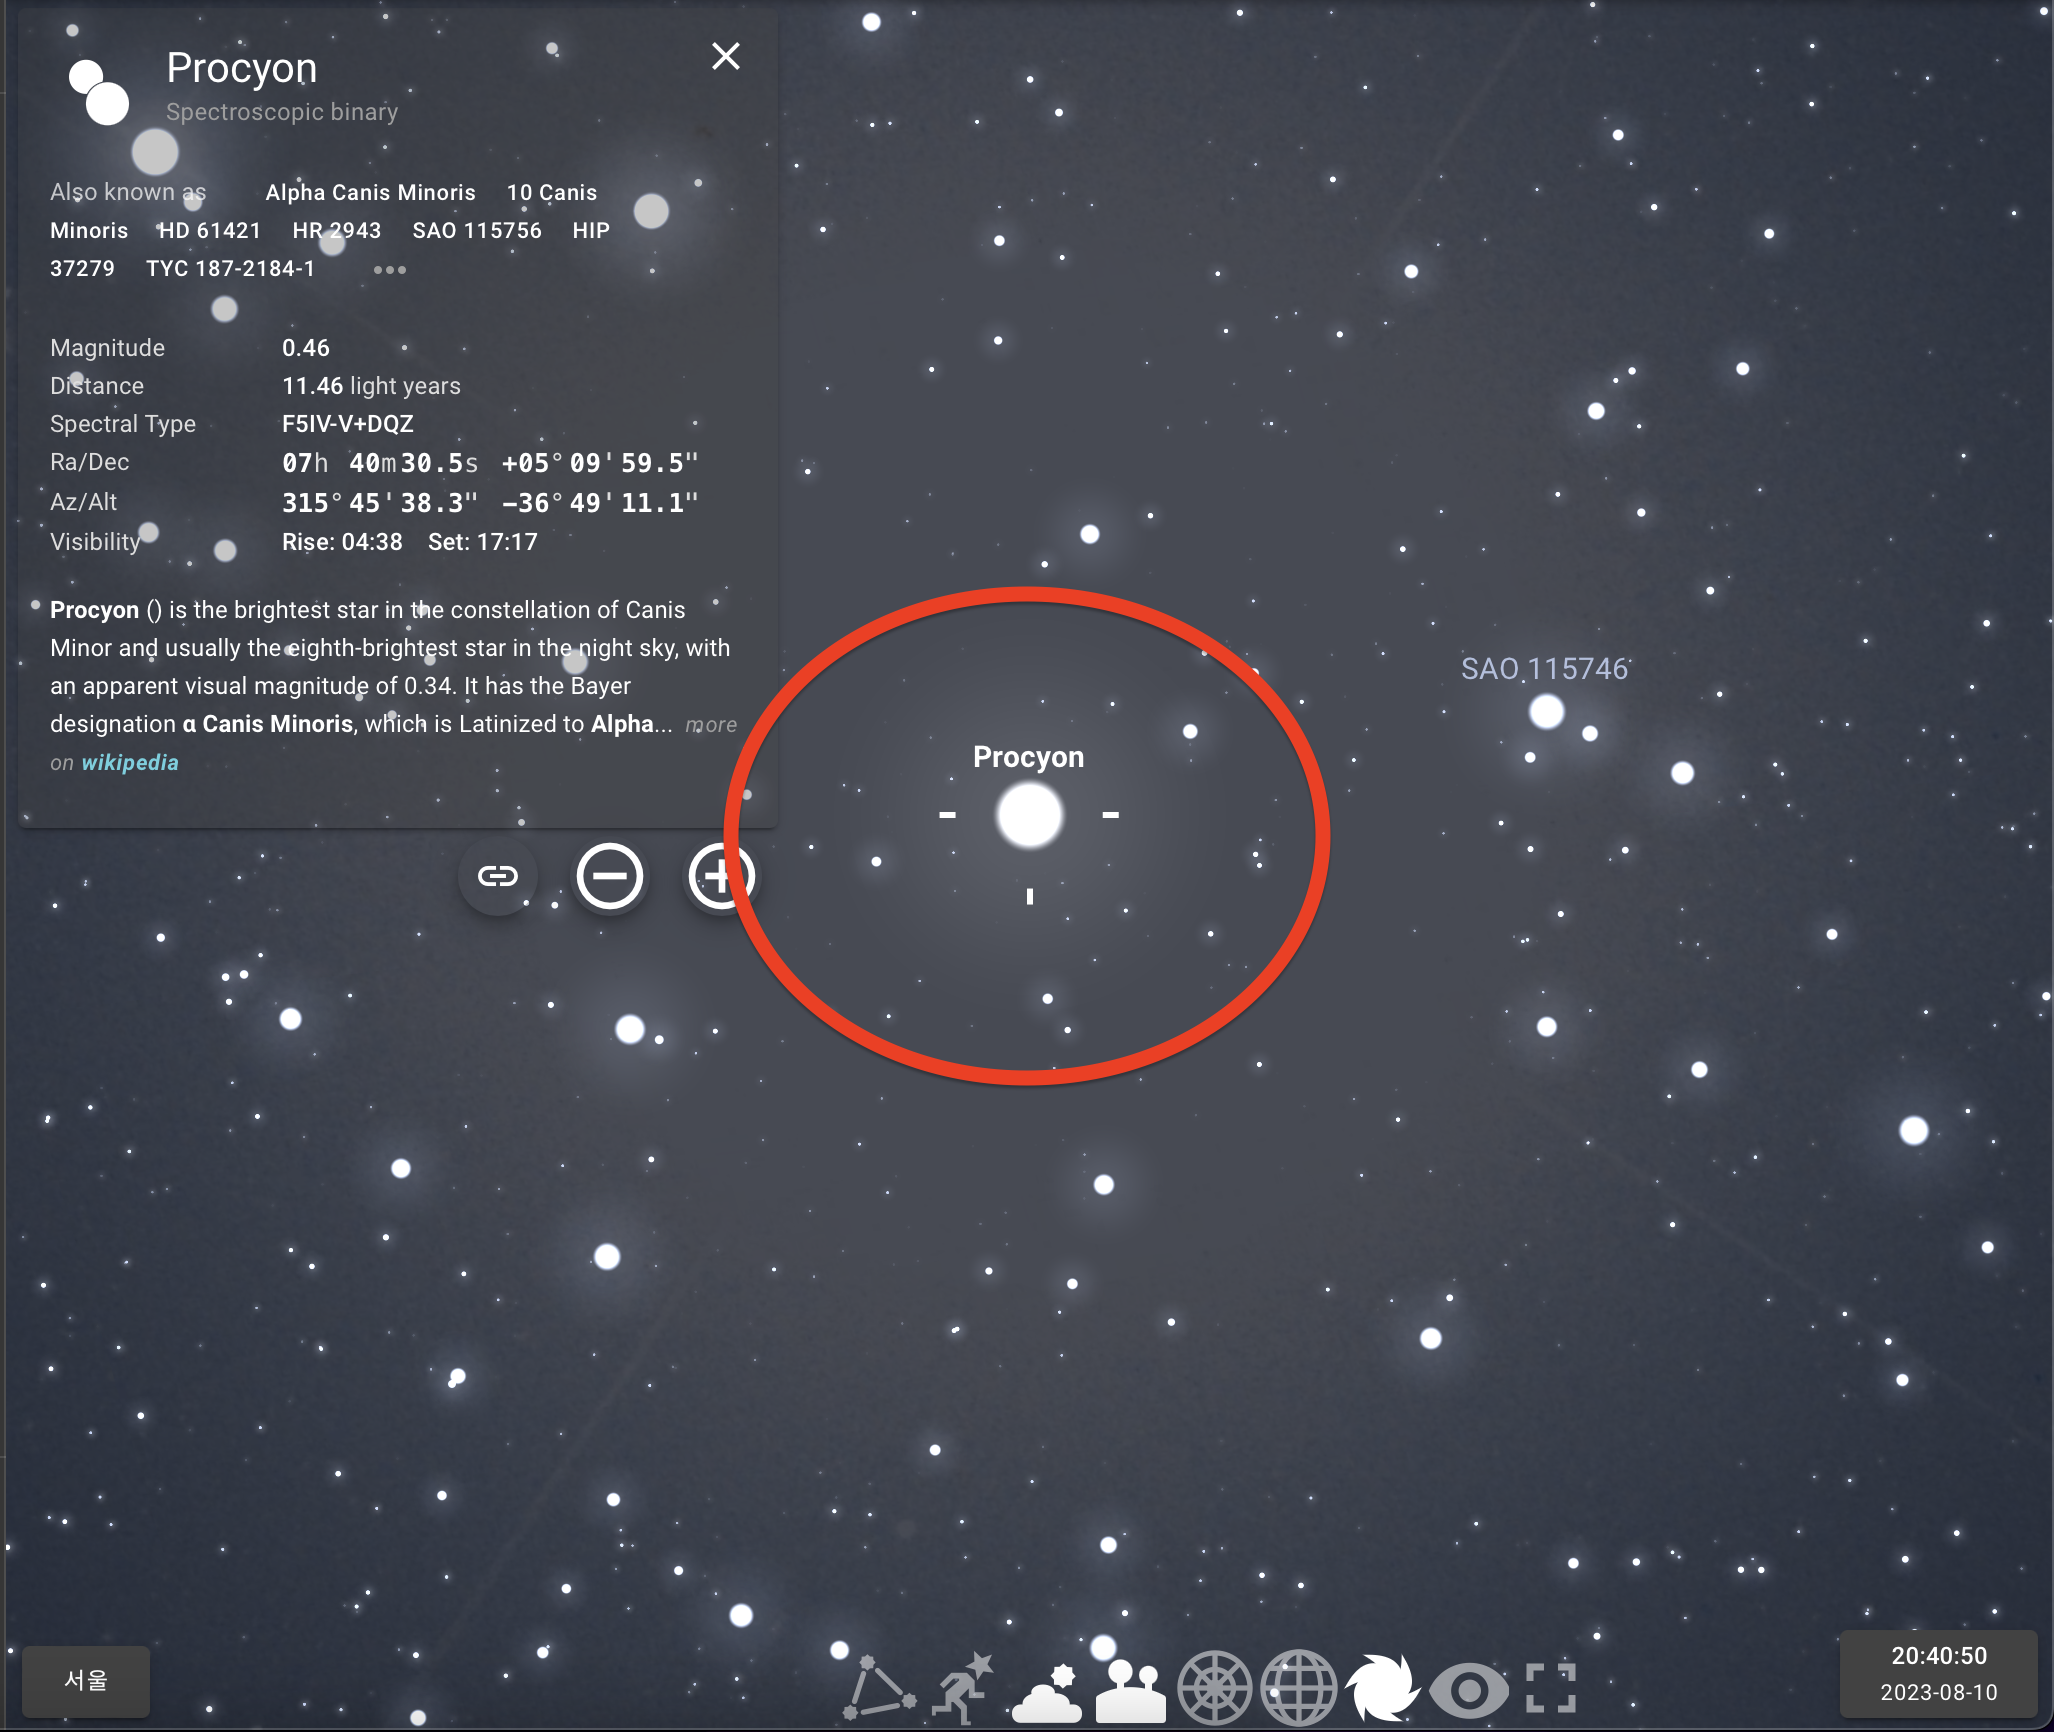 Procyon
Spectroscopic binary
Also known as Alpha Canis Minoris 10 Canis
Minoris HD 61421 HR 2943 SAO 115756 HIP
37279 TYC 187-2184-1 •••
Magnitude 0.46
Distance 11.46 light years
Spectral Type F5IV-V+DQZ
Ra/Dec 07h 40m30.5s +05°09'59.5"
Az/Alt 315°45'38.3" −36°49'11.1"
Visibility Rise: 04:38 Set: 17:17
Procyon () is the brightest star in the constellation of Canis
Minor and usually the eighth-brightest star in the night sky, with
an apparent visual magnitude of 0.34. It has the Bayer
designation α Canis Minoris, which is Latinized to Alpha... more
on wikipedia
SAO 115746
Procyon
서울
20:40:50
2023-08-10